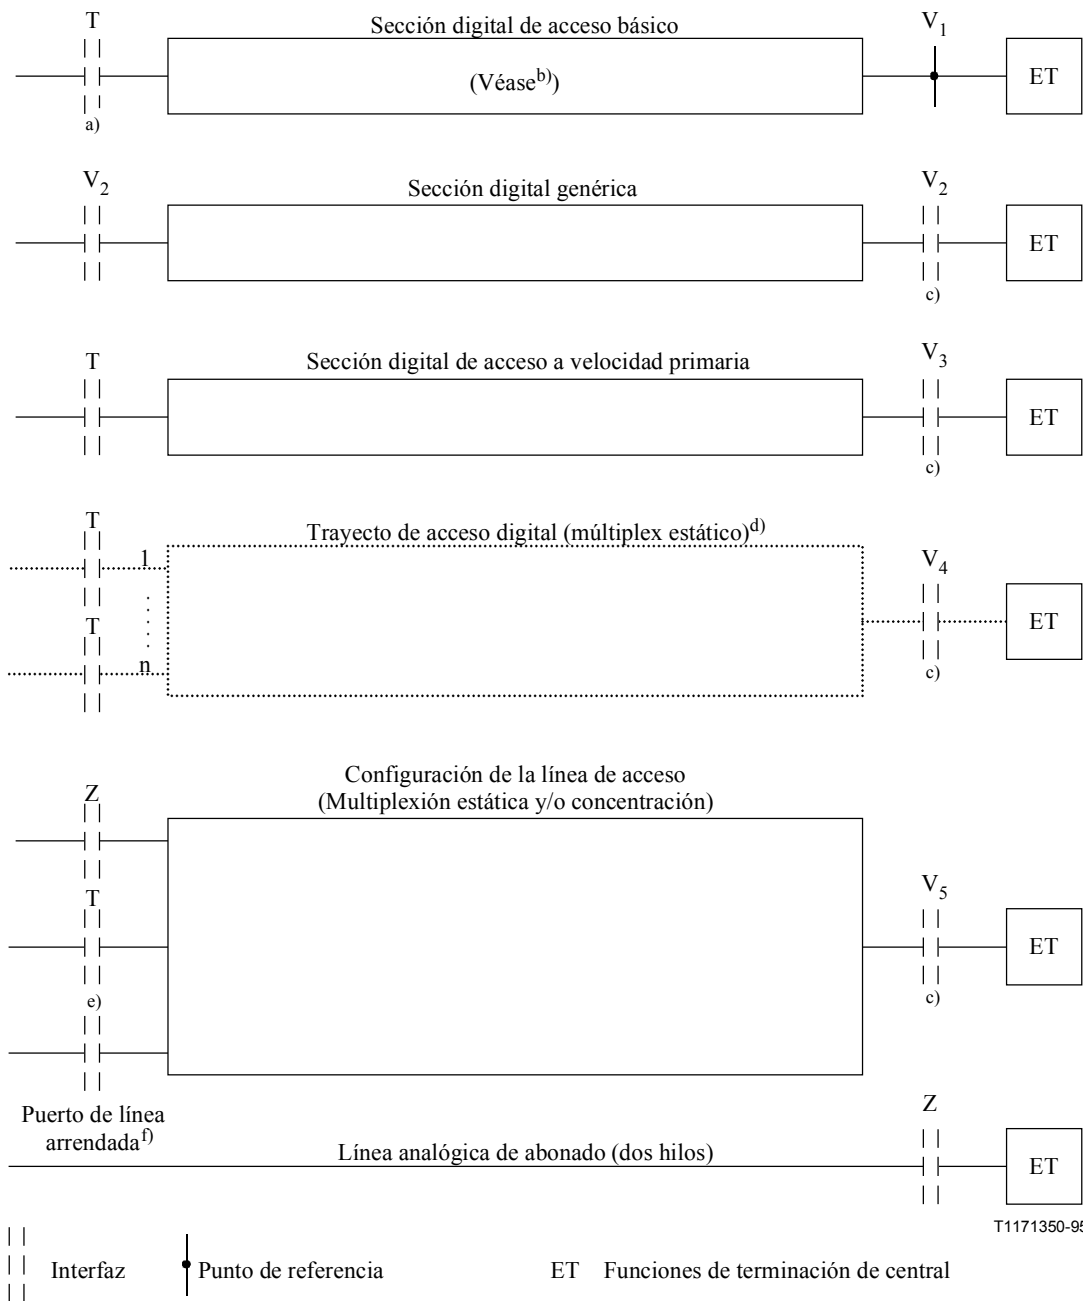 T
Sección digital de acceso básico
V1
(Véase b))
ET
a)
V2
Sección digital genérica
V2
ET
c)
T
Sección digital de acceso a velocidad primaria
V3
ET
c)
T
Trayecto de acceso digital (múltiplex estático)d)
1
V4
T
ET
n
c)
Configuración de la línea de acceso
(Multiplexión estática y/o concentración)
Z
T
V5
ET
e)
c)
Puerto de línea
arrendada f)
Z
Línea analógica de abonado (dos hilos)
ET
T1171350-95
Interfaz
Punto de referencia
ET Funciones de terminación de central